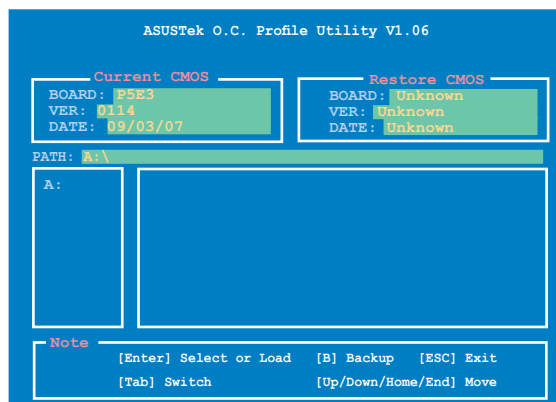 ASUSTek O.C. Profile Utility V1.06
Current CMOS
BOARD: P5E3
VER: 0114
DATE: 09/03/07
Restore CMOS
BOARD: Unknown
VER: Unknown
DATE: Unknown
PATH: A:\
A:
Note
[Enter] Select or Load [B] Backup [ESC] Exit
[Tab] Switch [Up/Down/Home/End] Move